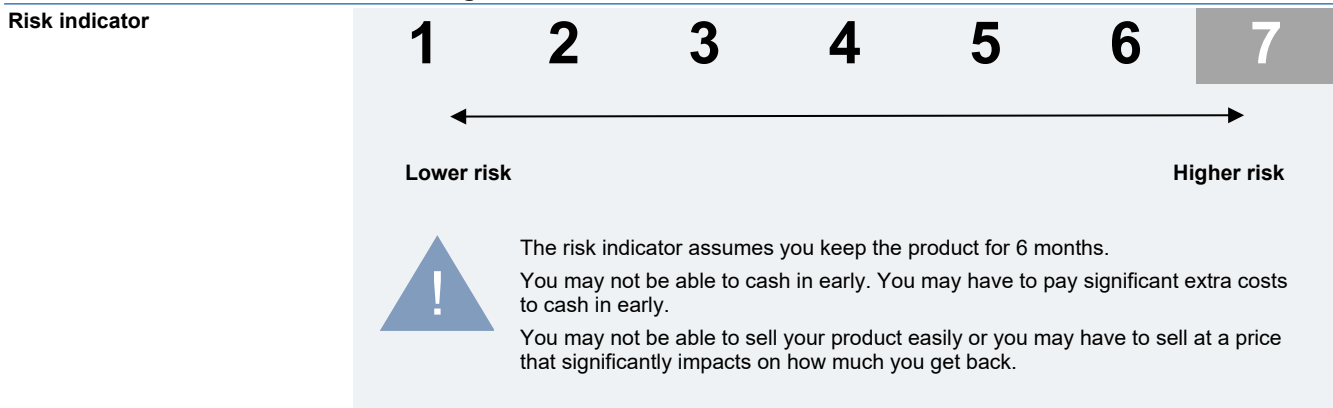 Risk indicator
1 2 3 4 5 6 7
Lower risk Higher risk
!
The risk indicator assumes you keep the product for 6 months.
You may not be able to cash in early. You may have to pay significant extra costs
to cash in early.
You may not be able to sell your product easily or you may have to sell at a price
that significantly impacts on how much you get back.